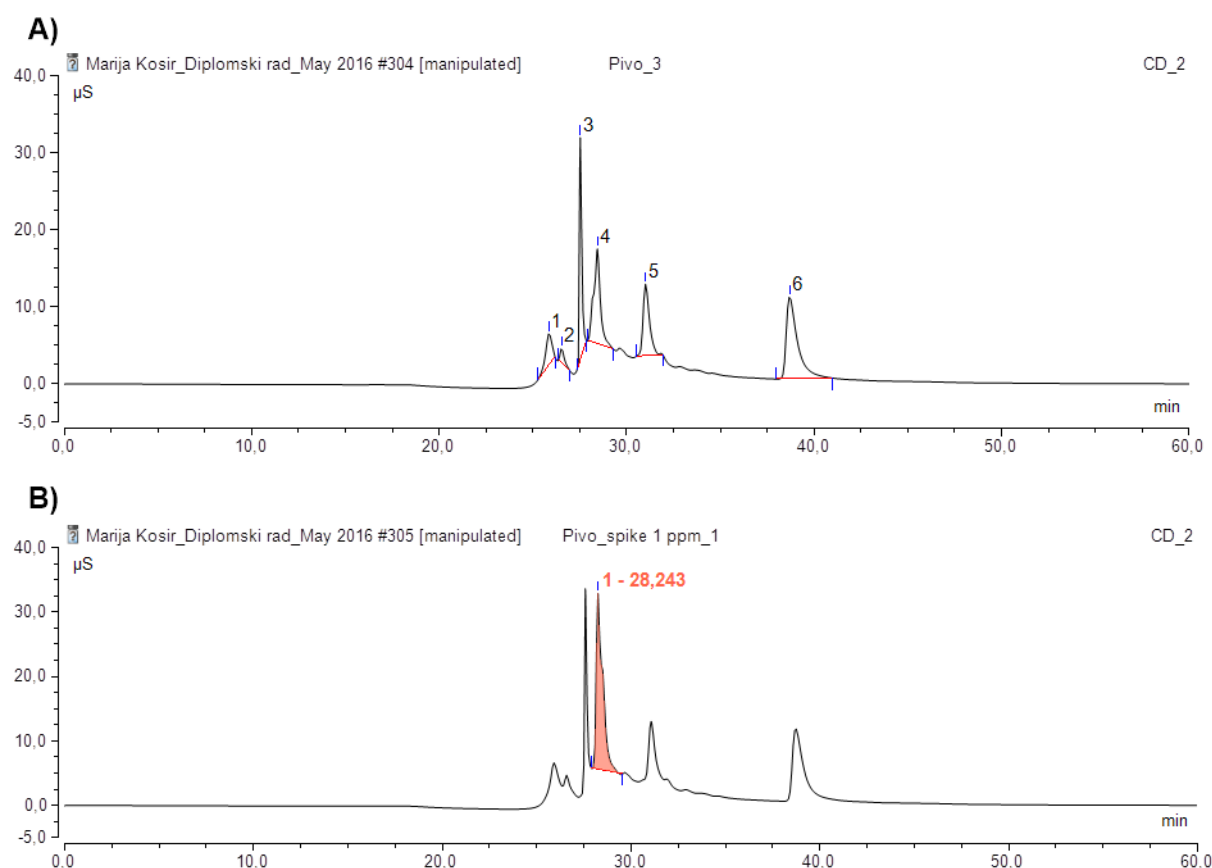 A)
Marija Kosir_Diplomski rad_May 2016 #304 [manipulated] Pivo_3 CD_2
40,0
µS
30,0
20,0
10,0
0,0
-5,0
1
2
3
4
5
6
min
0,0 10,0 20,0 30,0 40,0 50,0 60,0
B)
Marija Kosir_Diplomski rad_May 2016 #305 [manipulated] Pivo_spike 1 ppm_1 CD_2
40,0
µS
1 - 28,243
30,0
20,0
10,0
0,0
-5,0
min
0,0 10,0 20,0 30,0 40,0 50,0 60,0